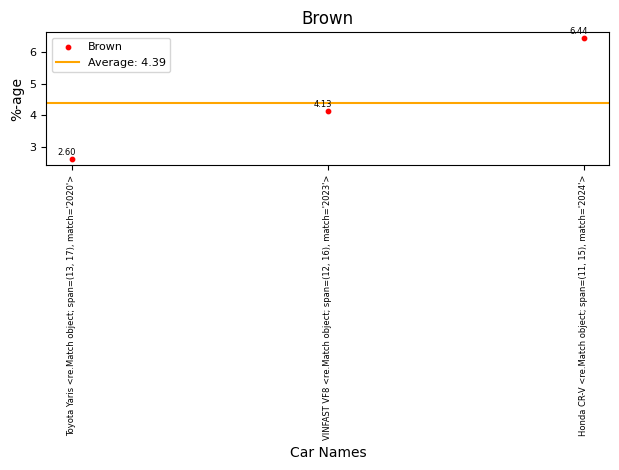 Brown
6.44
Brown
Average: 4.39
6
5
4
3
%-age
4.13
2.60
Toyota Yaris <re.Match object; span=(13, 17), match='2020'>
VINFAST VF8 <re.Match object; span=(12, 16), match='2023'>
Honda CR-V <re.Match object; span=(11, 15), match='2024'>
Car Names